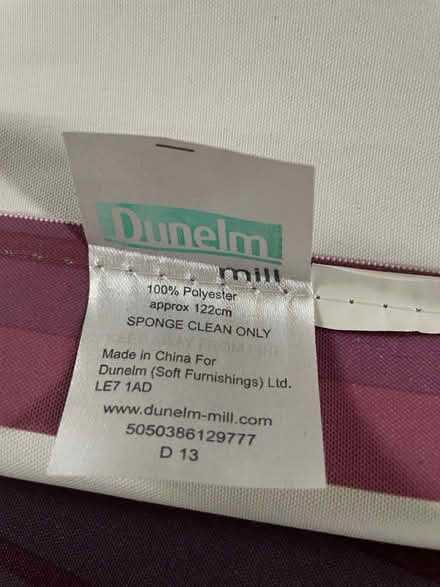 Dunelm
mill
100% Polyester
approx 122cm
SPONGE CLEAN ONLY
Made in China For
Dunelm (Soft Furnishings) Ltd.
LE7 1AD
www.dunelm-mill.com
5050386129777
D 13